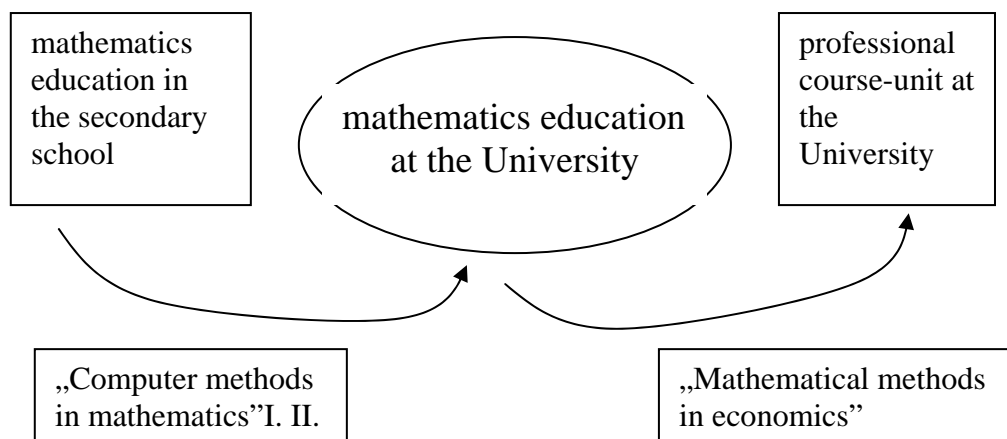 mathematics
education in
the secondary
school
mathematics education
at the University
professional
course-unit at
the
University
„Computer methods
in mathematics”I. II.
„Mathematical methods
in economics”